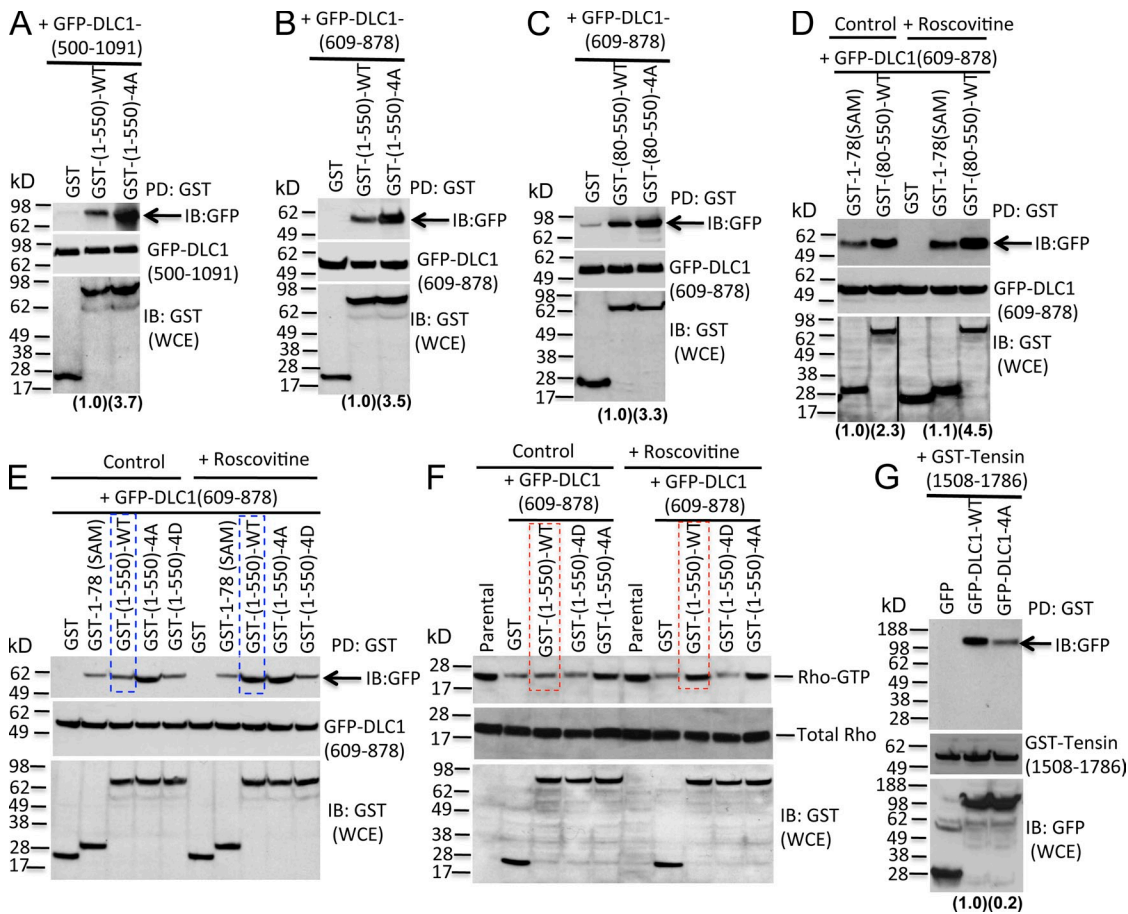 A
+ GFP-DLC1-
(500-1091)
GST
GST-(1-550)-WT
GST-(1-550)-4A
kD
PD: GST
98
62
IB:GFP
98
62
GFP-DLC1
(500-1091)
98
62
49
38
28
17
IB: GST
(WCE)
(1.0)(3.7)
B
+ GFP-DLC1-
(609-878)
GST
GST-(1-550)-WT
GST-(1-550)-4A
kD
PD: GST
62
49
IB:GFP
62
49
GFP-DLC1
(609-878)
98
62
49
38
28
17
IB: GST
(WCE)
(1.0)(3.5)
C
+ GFP-DLC1-
(609-878)
GST
GST-(80-550)-WT
GST-(80-550)-4A
kD
PD: GST
98
62
IB:GFP
62
49
GFP-DLC1
(609-878)
98
62
49
38
28
17
IB: GST
(WCE)
(1.0)(3.3)
D
Control
+ Roscovitine
+ GFP-DLC1(609-878)
GST-1-78(SAM)
GST-(80-550)-WT
GST
GST-1-78(SAM)
GST-(80-550)-WT
kD
PD: GST
62
49
IB:GFP
62
49
GFP-DLC1
(609-878)
98
62
49
38
28
17
IB: GST
(WCE)
(1.0)(2.3)
(1.1)(4.5)
E
Control
+ Roscovitine
+ GFP-DLC1(609-878)
GST
GST-1-78 (SAM)
GST-(1-550)-WT
GST-(1-550)-4A
GST-(1-550)-4D
GST
GST-1-78 (SAM)
GST-(1-550)-WT
GST-(1-550)-4A
GST-(1-550)-4D
kD
PD: GST
62
49
IB:GFP
62
49
GFP-DLC1
(609-878)
98
62
49
38
28
17
IB: GST
(WCE)
F
Control
+ Roscovitine
+ GFP-DLC1
(609-878)
+ GFP-DLC1
(609-878)
Parental
GST
GST-(1-550)-WT
GST-(1-550)-4D
GST-(1-550)-4A
Parental
GST
GST-(1-550)-WT
GST-(1-550)-4D
GST-(1-550)-4A
kD
28
17
Rho-GTP
28
17
Total Rho
98
62
49
38
28
17
IB: GST
(WCE)
G
+ GST-Tensin
(1508-1786)
GFP
GFP-DLC1-WT
GFP-DLC1-4A
kD
PD: GST
188
98
62
49
38
28
IB:GFP
62
49
GST-Tensin
(1508-1786)
188
98
62
49
38
28
IB: GFP
(WCE)
(1.0)(0.2)